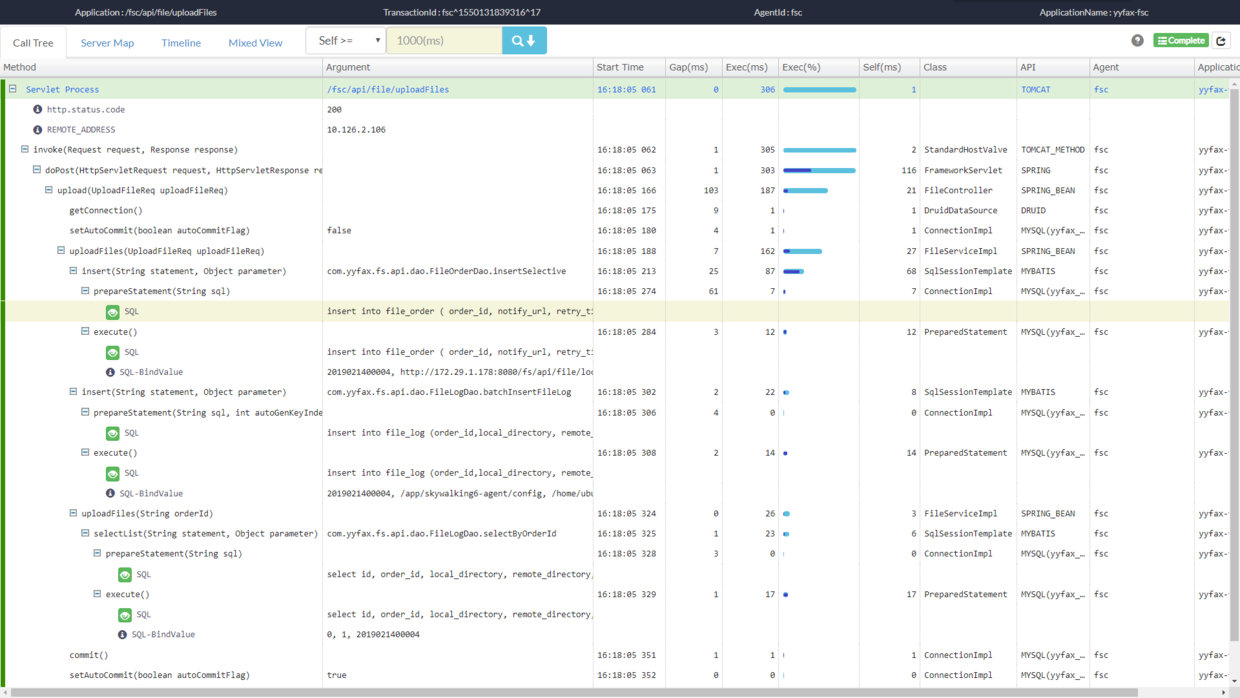 Application : /fsc/api/file/uploadFiles TransactionId : fsc^1550131839316^17 AgentId : fsc ApplicationName : yyfax-fsc
Call Tree Server Map Timeline Mixed View Self >= 1000(ms) Complete
Method Argument Start Time Gap(ms) Exec(ms) Exec(%) Self(ms) Class API Agent Applicatio
Servlet Process /fsc/api/file/uploadFiles 16:18:05 061 0 306 1 TOMCAT fsc yyfax-
http.status.code 200
REMOTE_ADDRESS 10.126.2.106
invoke(Request request, Response response) 16:18:05 062 1 305 2 StandardHostValve TOMCAT_METHOD fsc yyfax-
doPost(HttpServletRequest request, HttpServletResponse re 16:18:05 063 1 303 116 FrameworkServlet SPRING fsc yyfax-
upload(UploadFileReq uploadFileReq) 16:18:05 166 103 187 21 FileController SPRING_BEAN fsc yyfax-
getConnection() 16:18:05 175 9 1 1 DruidDataSource DRUID fsc yyfax-
setAutoCommit(boolean autoCommitFlag) false 16:18:05 180 4 1 1 ConnectionImpl MYSQL(yyfax_… fsc yyfax-
uploadFiles(UploadFileReq uploadFileReq) 16:18:05 188 7 162 27 FileServiceImpl SPRING_BEAN fsc yyfax-
insert(String statement, Object parameter) com.yyfax.fs.api.dao.FileOrderDao.insertSelective 16:18:05 213 25 87 68 SqlSessionTemplate MYBATIS fsc yyfax-
prepareStatement(String sql) 16:18:05 274 61 7 7 ConnectionImpl MYSQL(yyfax_… fsc yyfax-
SQL insert into file_order ( order_id, notify_url, retry_ti
execute() 16:18:05 284 3 12 12 PreparedStatement MYSQL(yyfax_… fsc yyfax-
SQL insert into file_order ( order_id, notify_url, retry_ti
SQL-BindValue 2019021400004, http://172.29.1.178:8080/fs/api/file/loc
insert(String statement, Object parameter) com.yyfax.fs.api.dao.FileLogDao.batchInsertFileLog 16:18:05 302 2 22 8 SqlSessionTemplate MYBATIS fsc yyfax-
prepareStatement(String sql, int autoGenKeyInde 16:18:05 306 4 0 0 ConnectionImpl MYSQL(yyfax_… fsc yyfax-
SQL insert into file_log (order_id,local_directory, remote_
execute() 16:18:05 308 2 14 14 PreparedStatement MYSQL(yyfax_… fsc yyfax-
SQL insert into file_log (order_id,local_directory, remote_
SQL-BindValue 2019021400004, /app/skywalking6-agent/config, /home/ubu
uploadFiles(String orderId) 16:18:05 324 0 26 3 FileServiceImpl SPRING_BEAN fsc yyfax-
selectList(String statement, Object parameter) com.yyfax.fs.api.dao.FileLogDao.selectByOrderId 16:18:05 325 1 23 6 SqlSessionTemplate MYBATIS fsc yyfax-
prepareStatement(String sql) 16:18:05 328 3 0 0 ConnectionImpl MYSQL(yyfax_… fsc yyfax-
SQL select id, order_id, local_directory, remote_directory,
execute() 16:18:05 329 1 17 17 PreparedStatement MYSQL(yyfax_… fsc yyfax-
SQL select id, order_id, local_directory, remote_directory,
SQL-BindValue 0, 1, 2019021400004
commit() 16:18:05 351 1 1 1 ConnectionImpl MYSQL(yyfax_… fsc yyfax-
setAutoCommit(boolean autoCommitFlag) true 16:18:05 352 0 0 0 ConnectionImpl MYSQL(yyfax_… fsc yyfax-